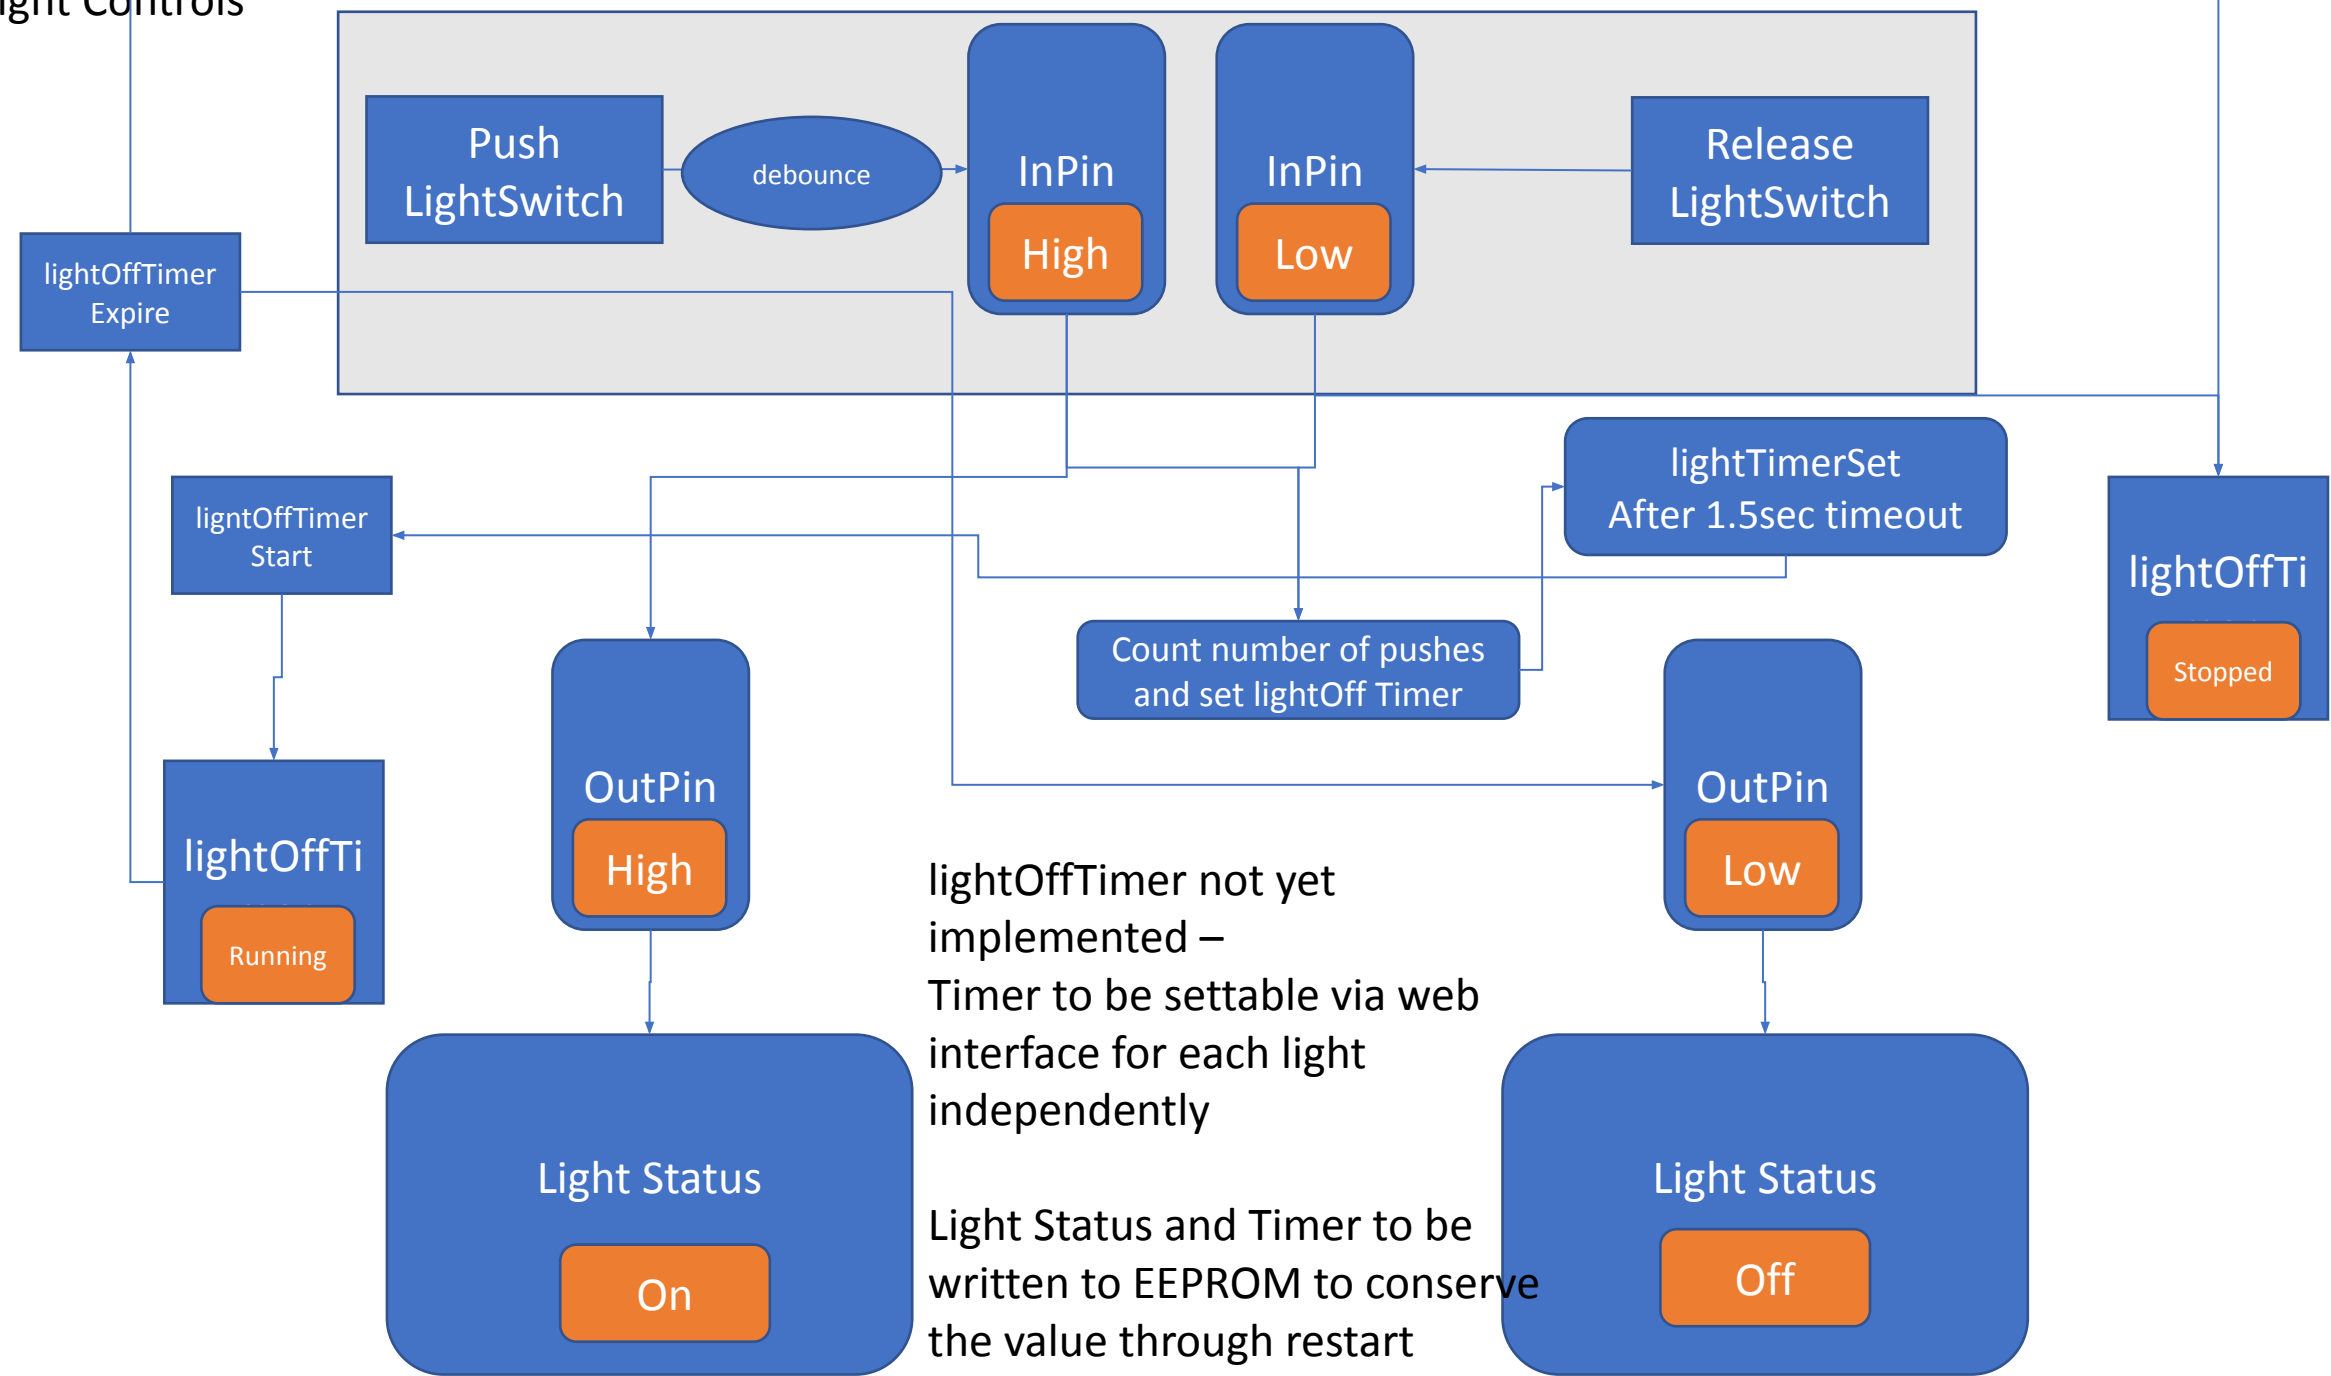 ight Controls
Push
LightSwitch
debounce
InPin
High
InPin
Low
Release
LightSwitch
lightOffTimer
Expire
ligntOffTimer
Start
lightTimerSet
After 1.5sec timeout
lightOffTi
Stopped
Count number of pushes
and set lightOff Timer
lightOffTi
Running
OutPin
High
OutPin
Low
lightOffTimer not yet
implemented –
Timer to be settable via web
interface for each light
independently
Light Status
On
Light Status and Timer to be
written to EEPROM to conserve
the value through restart
Light Status
Off